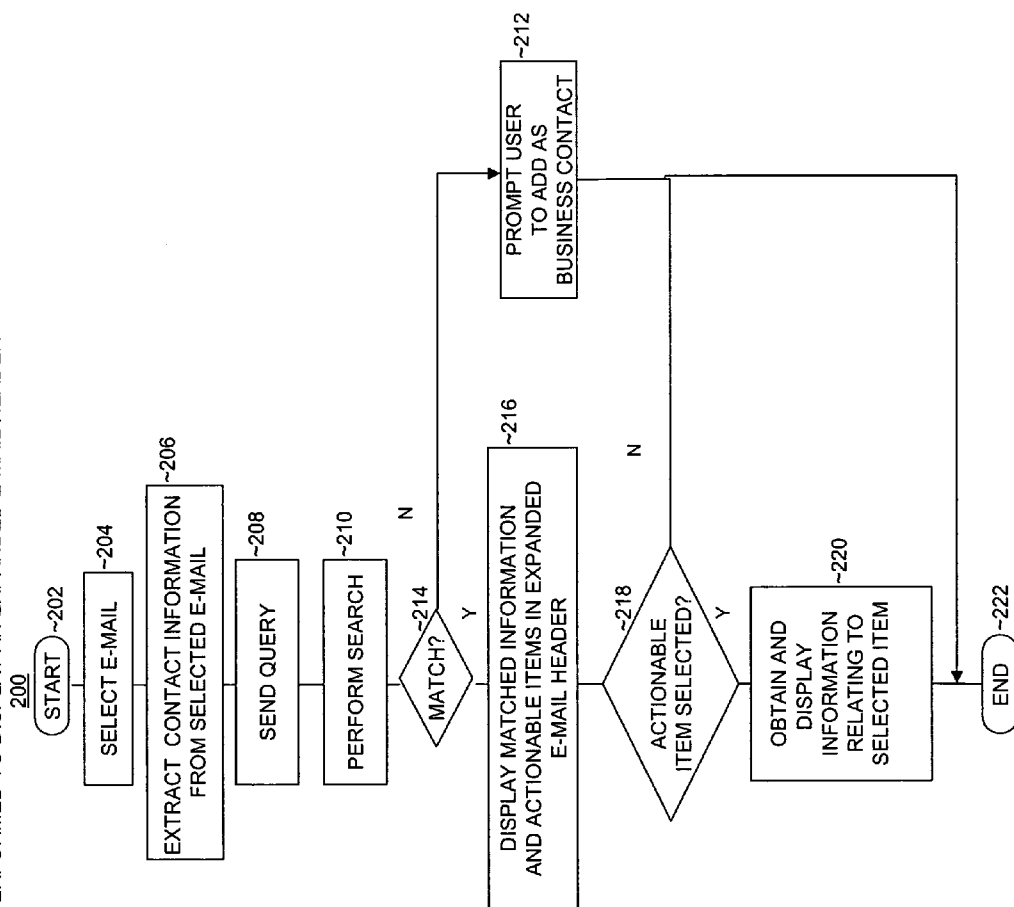 200
START
~202
SELECT E-MAIL
~204
EXTRACT CONTACT INFORMATION
FROM SELECTED E-MAIL
~206
SEND QUERY
~208
PERFORM SEARCH
~210
MATCH?
~214
N
Y
PROMPT USER
TO ADD AS
BUSINESS CONTACT
~212
DISPLAY MATCHED INFORMATION
AND ACTIONABLE ITEMS IN EXPANDED
E-MAIL HEADER
~216
ACTIONABLE
ITEM SELECTED?
~218
N
Y
OBTAIN AND
DISPLAY
INFORMATION
RELATING TO
SELECTED ITEM
~220
END
~222